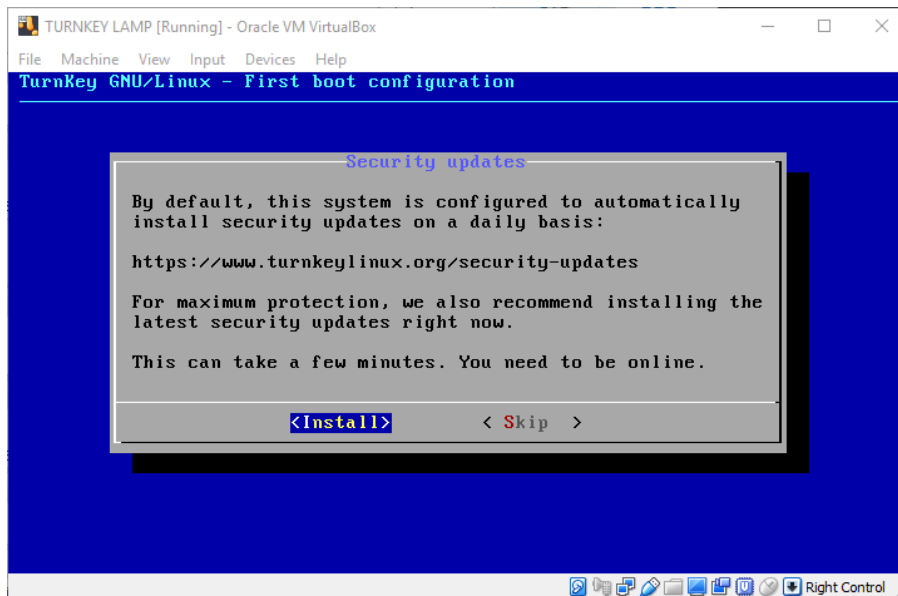 TURNKEY LAMP [Running] - Oracle VM VirtualBox
File Machine View Input Devices Help
TurnKey GNU/Linux - First boot configuration
Security updates
By default, this system is configured to automatically
install security updates on a daily basis:
https://www.turnkeylinux.org/security-updates
For maximum protection, we also recommend installing the
latest security updates right now.
This can take a few minutes. You need to be online.
<Install> < Skip >
Right Control